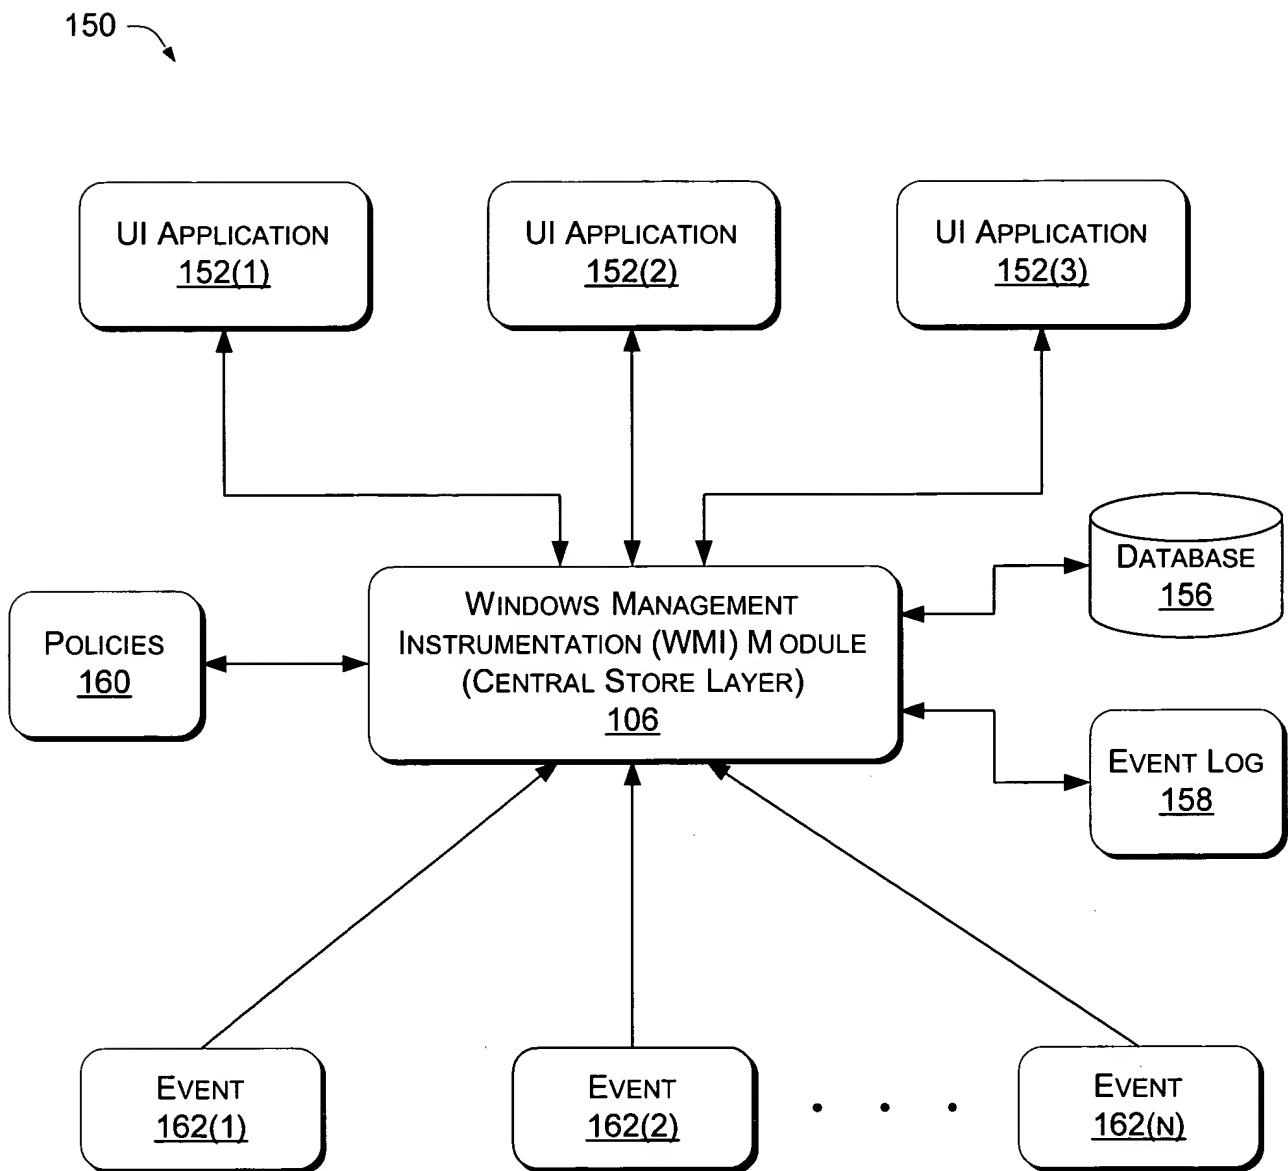 150
UI APPLICATION
152(1)
UI APPLICATION
152(2)
UI APPLICATION
152(3)
DATABASE
156
WINDOWS MANAGEMENT
INSTRUMENTATION (WMI) MODULE
(CENTRAL STORE LAYER)
106
POLICIES
160
EVENT LOG
158
EVENT
162(1)
EVENT
162(2)
. . .
EVENT
162(N)